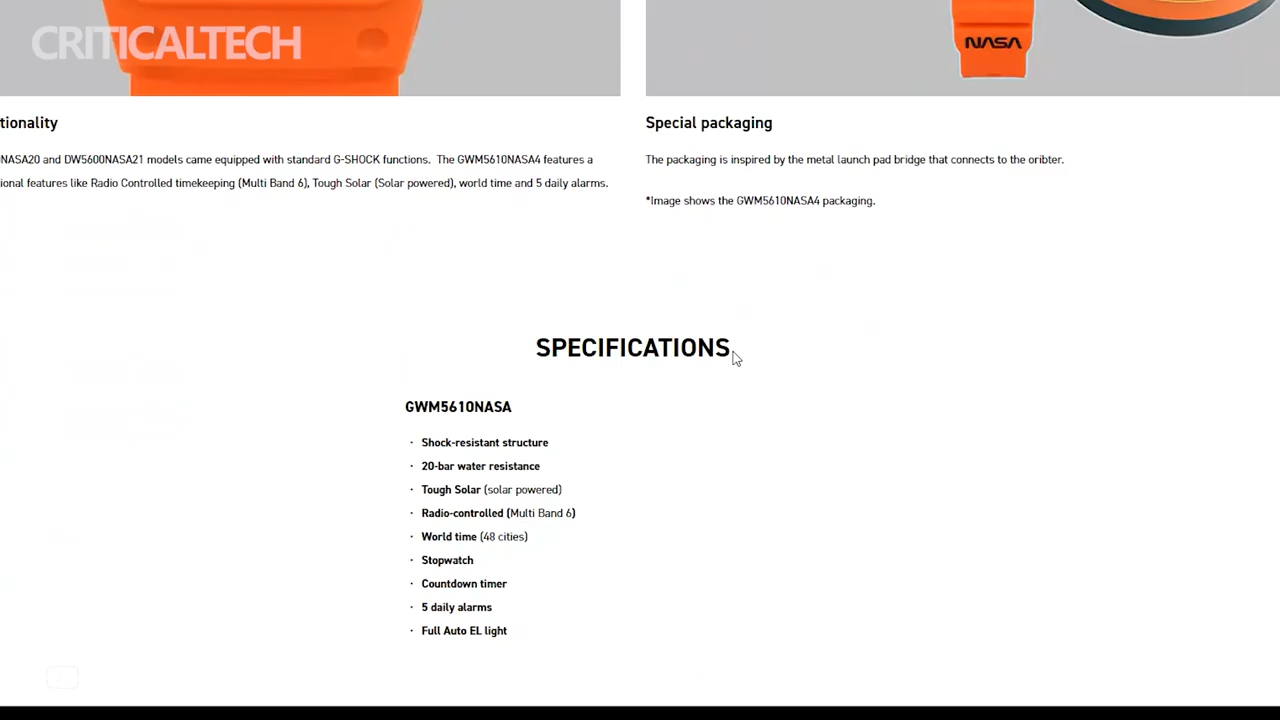 CRITICALTECH
NASA
tionality
NASA20 and DW5600NASA21 models came equipped with standard G-SHOCK functions. The GWM5610NASA4 features a
ional features like Radio Controlled timekeeping (Multi Band 6), Tough Solar (Solar powered), world time and 5 daily alarms.
Special packaging
The packaging is inspired by the metal launch pad bridge that connects to the oribter.
*Image shows the GWM5610NASA4 packaging.
SPECIFICATIONS
GWM5610NASA
· Shock-resistant structure
· 20-bar water resistance
· Tough Solar (solar powered)
· Radio-controlled (Multi Band 6)
· World time (48 cities)
· Stopwatch
· Countdown timer
· 5 daily alarms
· Full Auto EL light